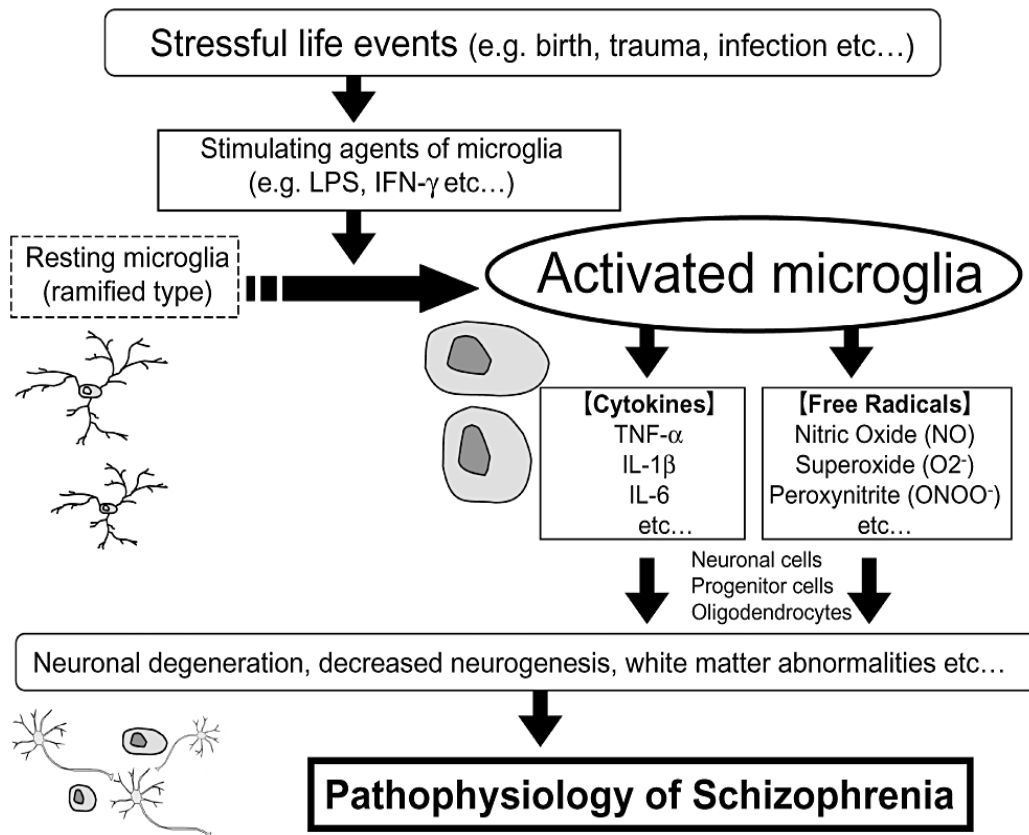 Stressful life events (e.g. birth, trauma, infection etc…)
Stimulating agents of microglia
(e.g. LPS, IFN-γ etc…)
Resting microglia
(ramified type)
Activated microglia
【Cytokines】
TNF-α
IL-1β
IL-6
etc…
【Free Radicals】
Nitric Oxide (NO)
Superoxide (O2⁻)
Peroxynitrite (ONOO⁻)
etc…
Neuronal cells
Progenitor cells
Oligodendrocytes
Neuronal degeneration, decreased neurogenesis, white matter abnormalities etc…
Pathophysiology of Schizophrenia